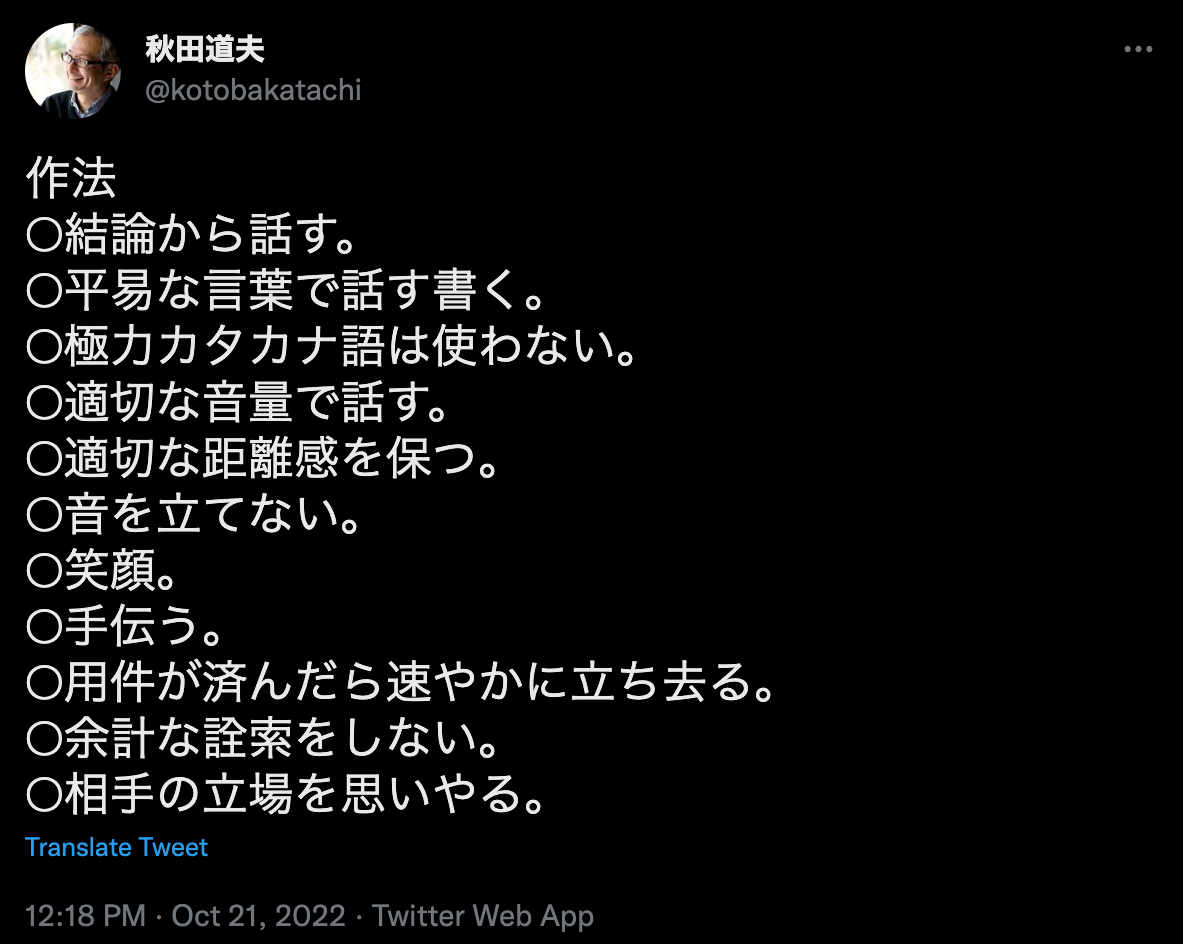 秋田道夫
@kotobakatachi
作法
○結論から話す。
○平易な言葉で話す書く。
○極力カタカナ語は使わない。
○適切な音量で話す。
○適切な距離感を保つ。
○音を立てない。
○笑顔。
○手伝う。
○用件が済んだら速やかに立ち去る。
○余計な詮索をしない。
○相手の立場を思いやる。
Translate Tweet
12:18 PM · Oct 21, 2022 · Twitter Web App